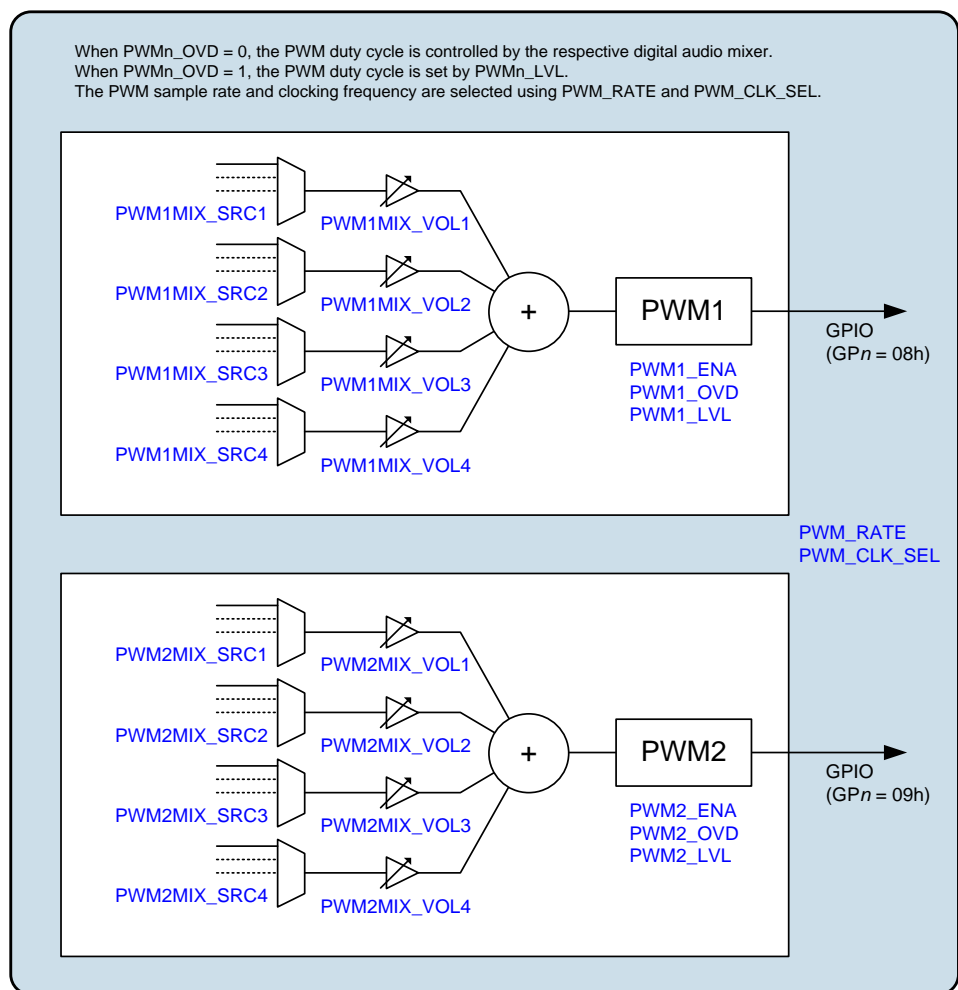 When PWMn_OVD = 0, the PWM duty cycle is controlled by the respective digital audio mixer.
When PWMn_OVD = 1, the PWM duty cycle is set by PWMn_LVL.
The PWM sample rate and clocking frequency are selected using PWM_RATE and PWM_CLK_SEL.
PWM1MIX_SRC1
PWM1MIX_VOL1
PWM1MIX_SRC2
PWM1MIX_VOL2
PWM1MIX_SRC3
PWM1MIX_VOL3
PWM1MIX_SRC4
PWM1MIX_VOL4
+
PWM1
PWM1_ENA
PWM1_OVD
PWM1_LVL
GPIO
(GPn = 08h)
PWM_RATE
PWM_CLK_SEL
PWM2MIX_SRC1
PWM2MIX_VOL1
PWM2MIX_SRC2
PWM2MIX_VOL2
PWM2MIX_SRC3
PWM2MIX_VOL3
PWM2MIX_SRC4
PWM2MIX_VOL4
+
PWM2
PWM2_ENA
PWM2_OVD
PWM2_LVL
GPIO
(GPn = 09h)